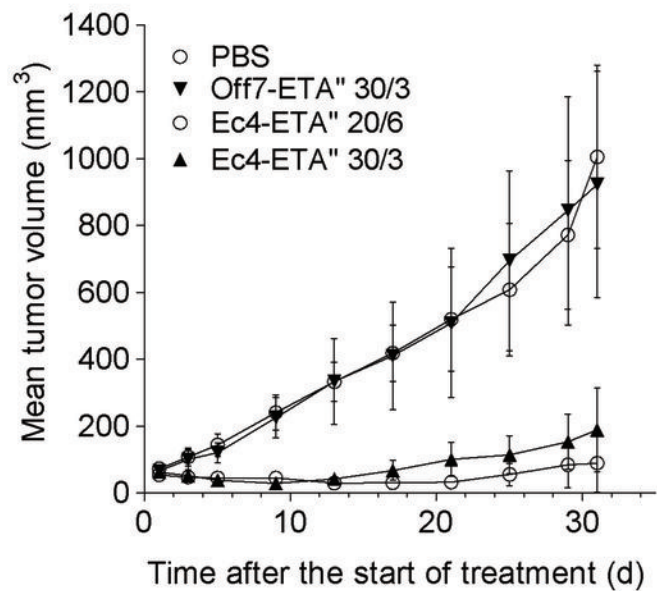 1400
1200
1000
800
600
400
200
0
Mean tumor volume (mm³)
PBS
Off7-ETA" 30/3
Ec4-ETA" 20/6
Ec4-ETA" 30/3
0 10 20 30
Time after the start of treatment (d)